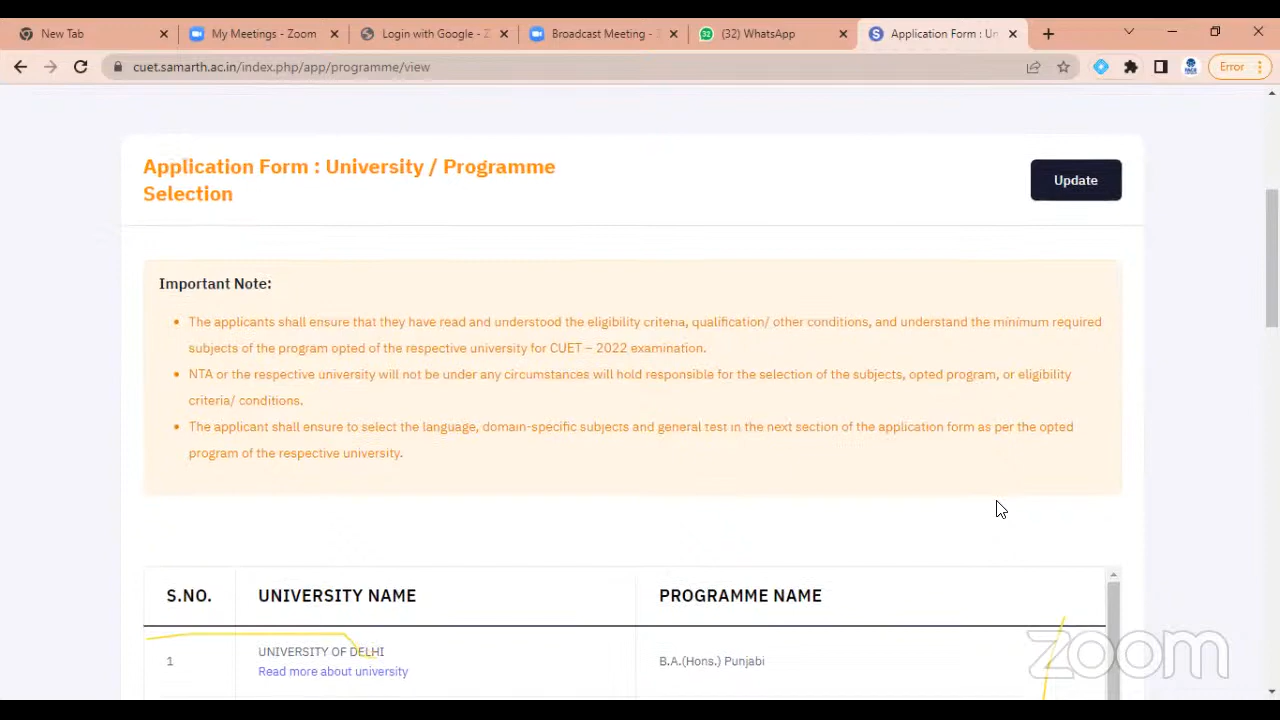 New Tab
My Meetings - Zoom
Login with Google - Z
Broadcast Meeting -
(32) WhatsApp
Application Form : Un
cuet.samarth.ac.in/index.php/app/programme/view
Error
Application Form : University / Programme
Selection
Update
Important Note:
• The applicants shall ensure that they have read and understood the eligibility criteria, qualification/ other conditions, and understand the minimum required
subjects of the program opted of the respective university for CUET – 2022 examination.
• NTA or the respective university will not be under any circumstances will hold responsible for the selection of the subjects, opted program, or eligibility
criteria/ conditions.
• The applicant shall ensure to select the language, domain-specific subjects and general test in the next section of the application form as per the opted
program of the respective university.
S.NO. UNIVERSITY NAME PROGRAMME NAME
1 UNIVERSITY OF DELHI B.A.(Hons.) Punjabi
Read more about university
zoom